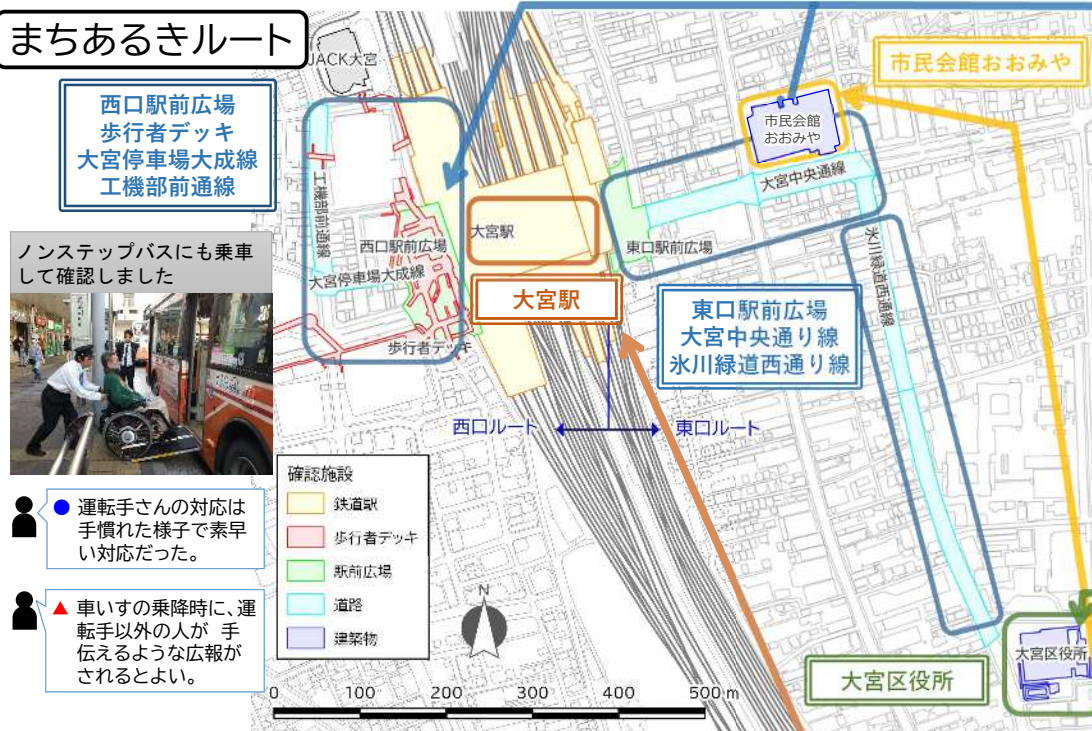 まちあるきルート
JACK大宮
西口駅前広場
歩行者デッキ
大宮停車場大成線
工機部前通線
市民会館おおみや
市民会館
おおみや
大宮中央通線
工機部前通線
大宮駅
西口駅前広場
東口駅前広場
氷川緑道西通線
大宮停車場大成線
歩行者デッキ
大宮駅
東口駅前広場
大宮中央通り線
氷川緑道西通り線
ノンステップバスにも乗車
して確認しました
西口ルート
東口ルート
● 運転手さんの対応は
手慣れた様子で素早
い対応だった。
▲ 車いすの乗降時に、運
転手以外の人が 手
伝えるような広報が
されるとよい。
確認施設
鉄道駅
歩行者デッキ
駅前広場
道路
建築物
N
0 100 200 300 400 500 m
大宮区役所
大宮区役所